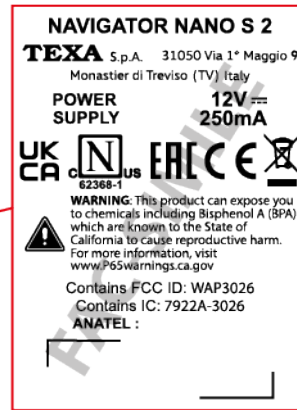 NAVIGATOR NANO S 2
TEXA S.p.A. 31050 Via 1° Maggio 9
Monastier di Treviso (TV) Italy
POWER SUPPLY 12V 250mA
UK CA c N us EAC CE
62368-1
WARNING: This product can expose you
to chemicals including Bisphenol A (BPA)
which are known to the State of
California to cause reproductive harm.
For more information, visit
www.P65warnings.ca.gov
Contains FCC ID: WAP3026
Contains IC: 7922A-3026
ANATEL :
FAC-SIMILE